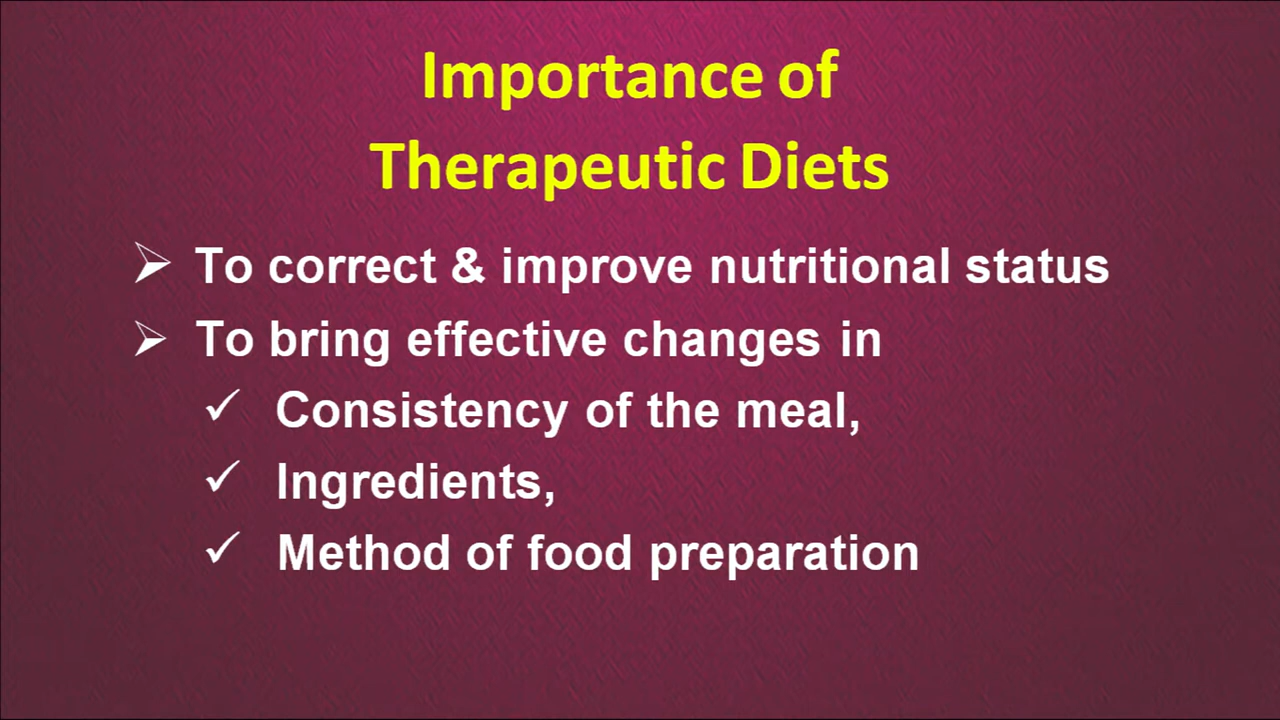 Importance of
Therapeutic Diets
➢ To correct & improve nutritional status
➢ To bring effective changes in
✓ Consistency of the meal,
✓ Ingredients,
✓ Method of food preparation